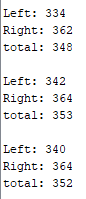 Left: 334
Right: 362
total: 348

Left: 342
Right: 364
total: 353

Left: 340
Right: 364
total: 352